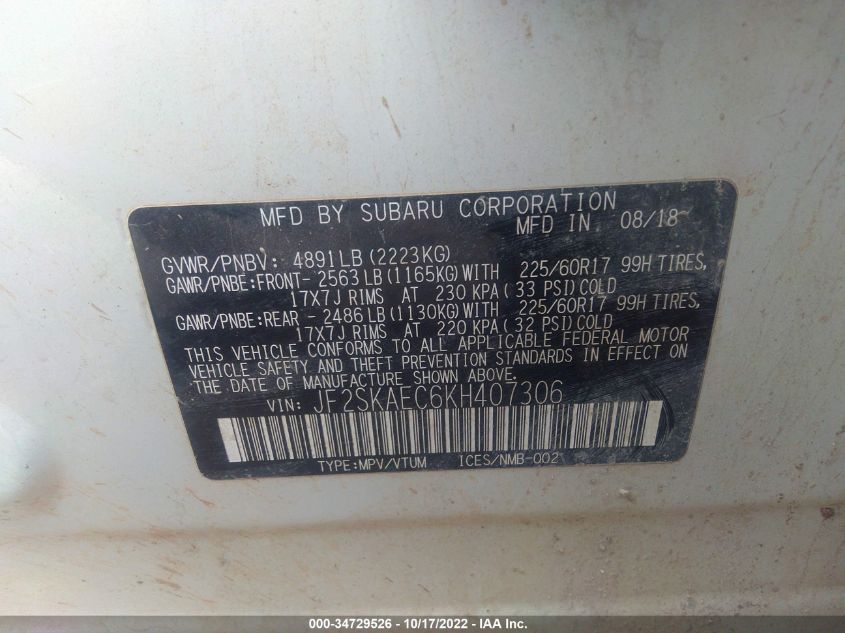 MFD BY SUBARU CORPORATION
MFD IN 08/18
GVWR/PNBV: 4891LB(2223KG)
GAWR/PNBE:FRONT- 2563LB(1165KG)WITH 225/60R17 99H TIRES,
17X7J RIMS AT 230 KPA( 33 PSI)COLD
GAWR/PNBE:REAR - 2486LB(1130KG)WITH 225/60R17 99H TIRES,
17X7J RIMS AT 220 KPA( 32 PSI)COLD
THIS VEHICLE CONFORMS TO ALL APPLICABLE FEDERAL MOTOR
VEHICLE SAFETY AND THEFT PREVENTION STANDARDS IN EFFECT ON
THE DATE OF MANUFACTURE SHOWN ABOVE.
VIN: JF2SKAEC6KH407306
TYPE:MPV/VTUM ICES/NMB-002
000-34729526 - 10/17/2022 - IAA Inc.